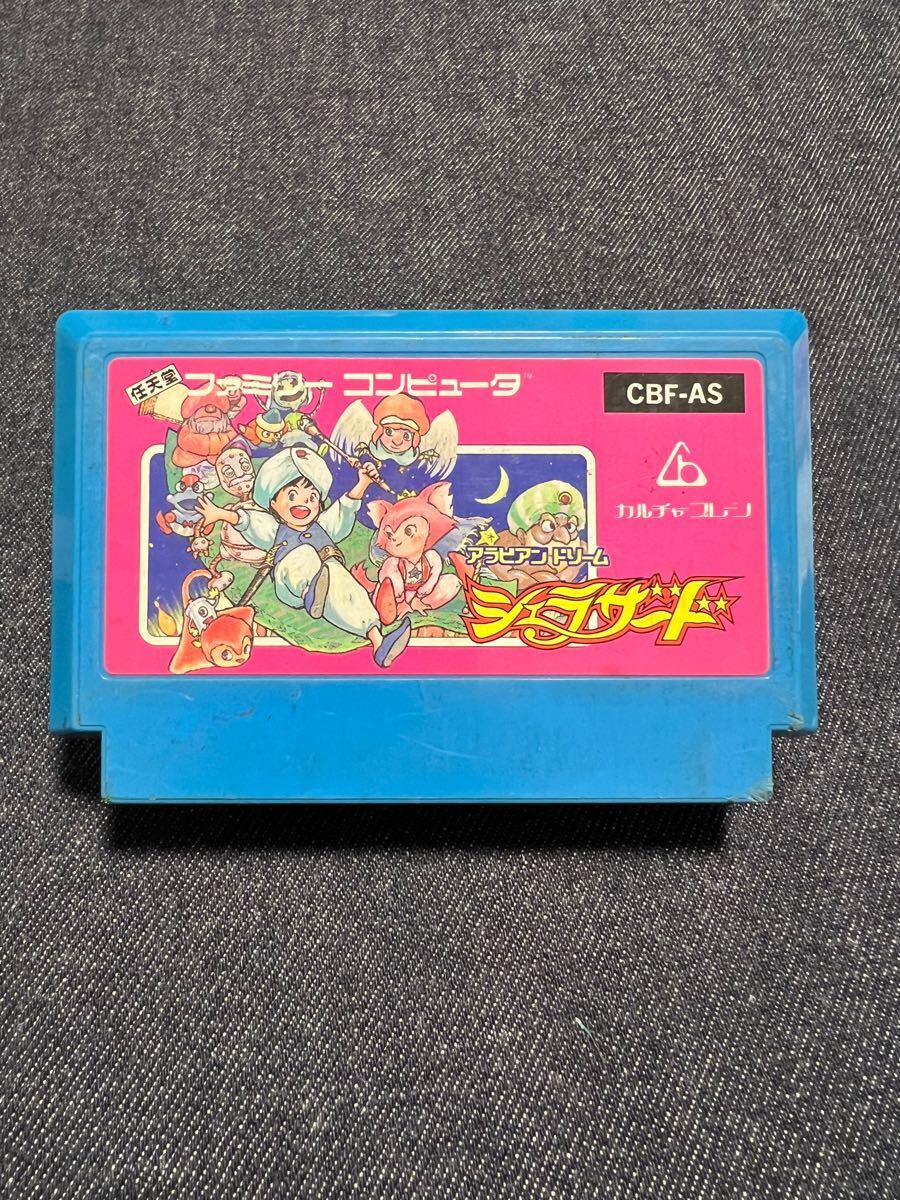 任天堂
ファミリー コンピュータ™
CBF-AS
カルチャーブレーン
アラビアンドリーム
シェラザード